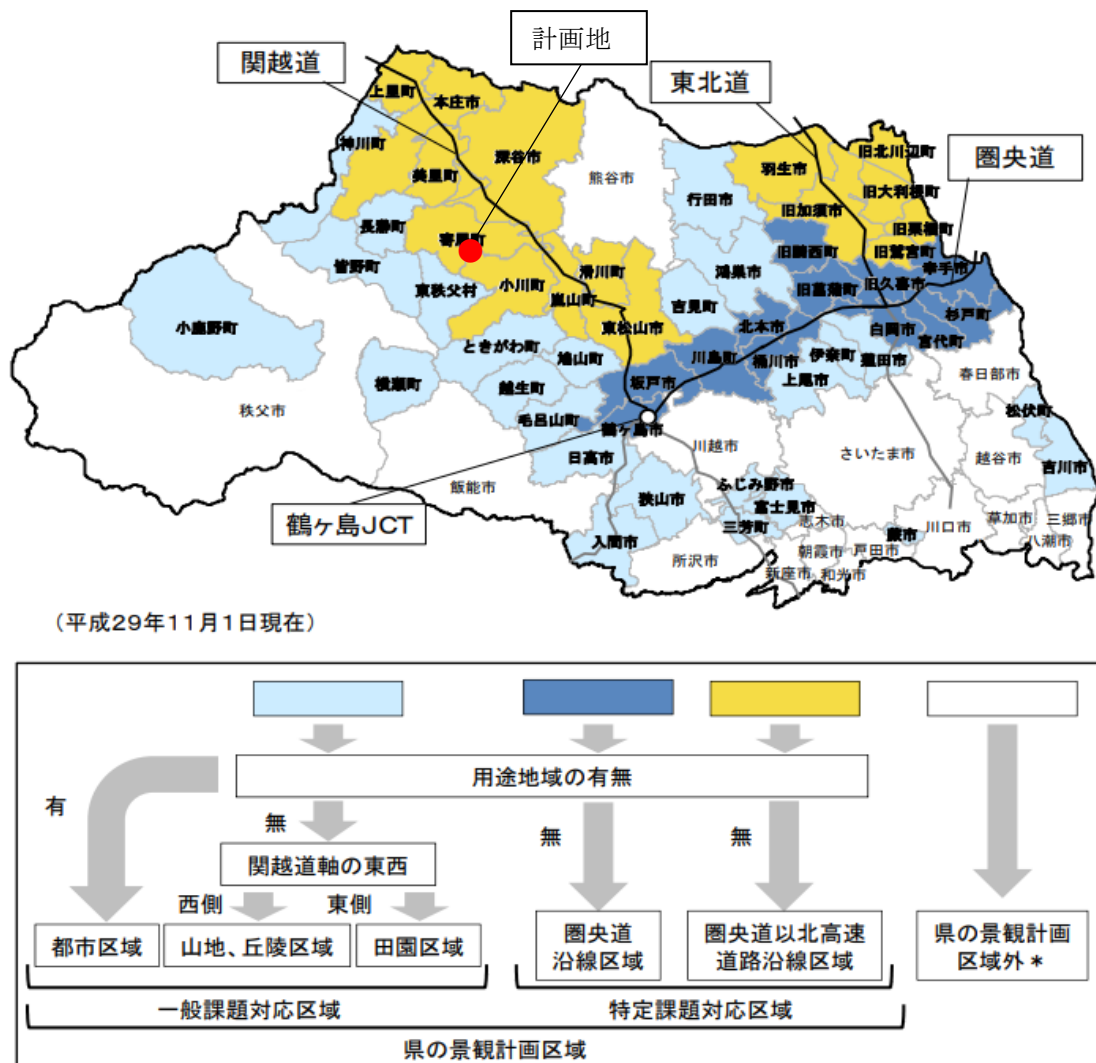 計画地
関越道
東北道
圏央道
上里町
本庄市
神川町
深谷市
美里町
熊谷市
行田市
羽生市
旧北川辺町
旧大利根町
旧加須市
旧栗橋町
旧鷲宮町
長瀞町
寄居町
皆野町
東秩父村
小川町
滑川町
嵐山町
東松山市
鴻巣市
吉見町
旧騎西町
旧菖蒲町
旧久喜市
幸手市
杉戸町
宮代町
白岡市
小鹿野町
ときがわ町
鳩山町
川島町
北本市
桶川市
伊奈町
蓮田市
上尾市
春日部市
松伏町
横瀬町
秩父市
越生町
毛呂山町
坂戸市
鶴ヶ島市
日高市
川越市
さいたま市
越谷市
吉川市
飯能市
鶴ヶ島JCT
狭山市
ふじみ野市
富士見市
三芳町
志木市
入間市
所沢市
新座市
朝霞市
和光市
戸田市
蕨市
川口市
草加市
八潮市
三郷市
（平成29年11月1日現在）
用途地域の有無
有
無
無
無
関越道軸の東西
西側
東側
都市区域
山地、丘陵区域
田園区域
圏央道
沿線区域
圏央道以北高速
道路沿線区域
県の景観計画
区域外＊
一般課題対応区域
特定課題対応区域
県の景観計画区域